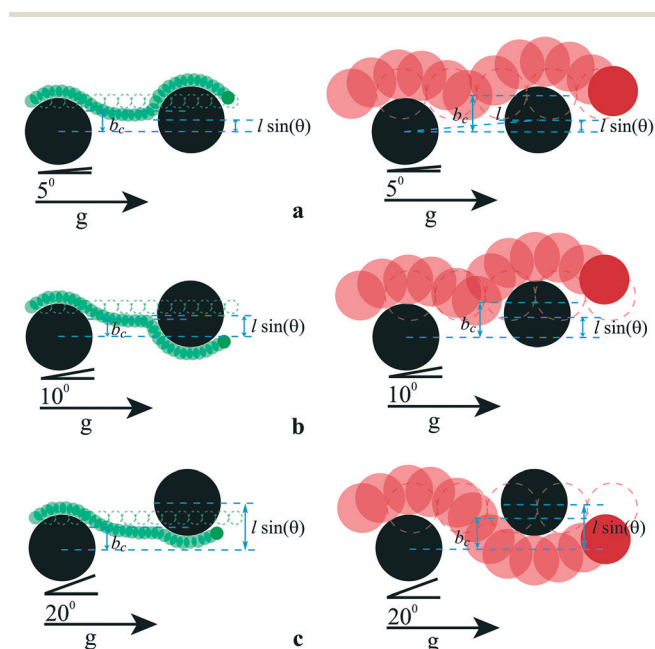 b_c
l sin(θ)
5⁰
g
a
b_c
l
l sin(θ)
5⁰
g
b_c
l sin(θ)
10⁰
g
b
b_c
l sin(θ)
10⁰
g
b_c
l sin(θ)
20⁰
g
c
b_c
l sin(θ)
20⁰
g